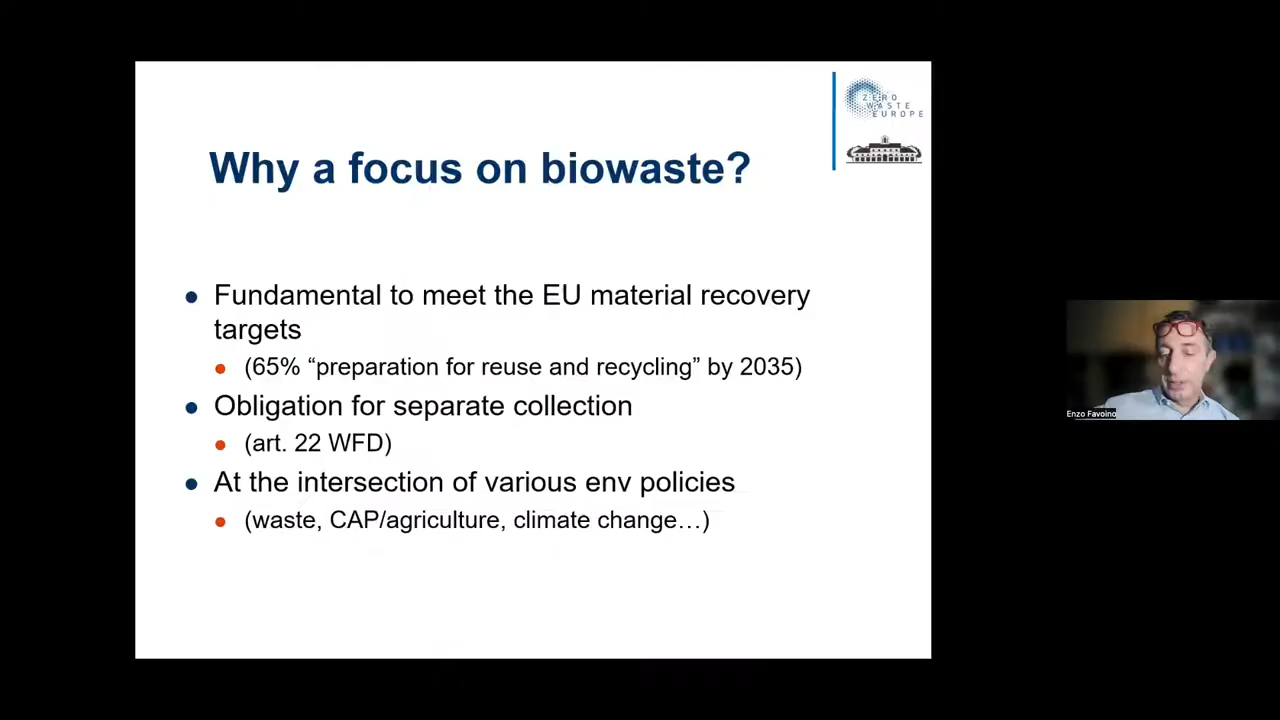 ZERO
WASTE
EUROPE
Why a focus on biowaste?
● Fundamental to meet the EU material recovery
targets
● (65% “preparation for reuse and recycling” by 2035)
● Obligation for separate collection
● (art. 22 WFD)
● At the intersection of various env policies
● (waste, CAP/agriculture, climate change…)
Enzo Favoino